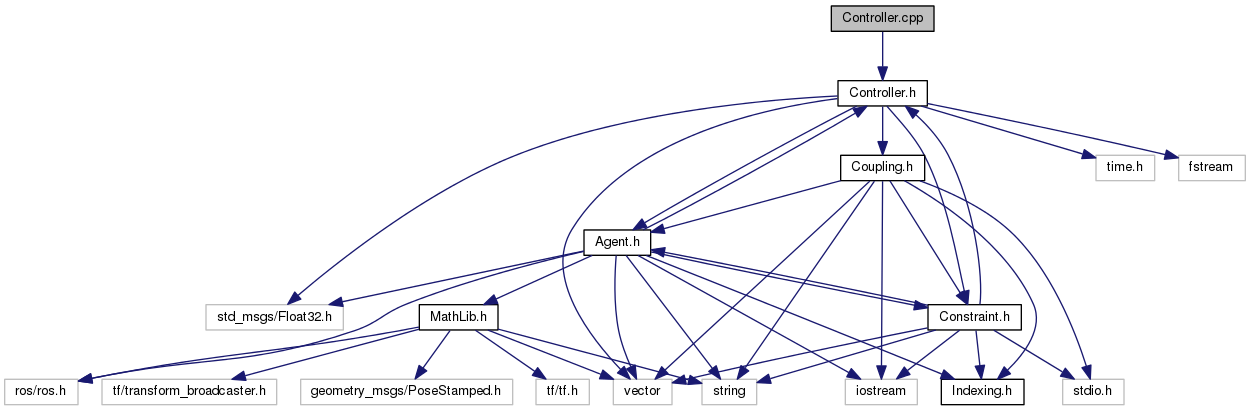 Controller.cpp
Controller.h
Coupling.h
time.h
fstream
Agent.h
std_msgs/Float32.h
MathLib.h
Constraint.h
ros/ros.h
tf/transform_broadcaster.h
geometry_msgs/PoseStamped.h
tf/tf.h
vector
string
iostream
Indexing.h
stdio.h